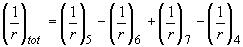 (1/r)_tot = (1/r)_5 − (1/r)_6 + (1/r)_7 − (1/r)_4